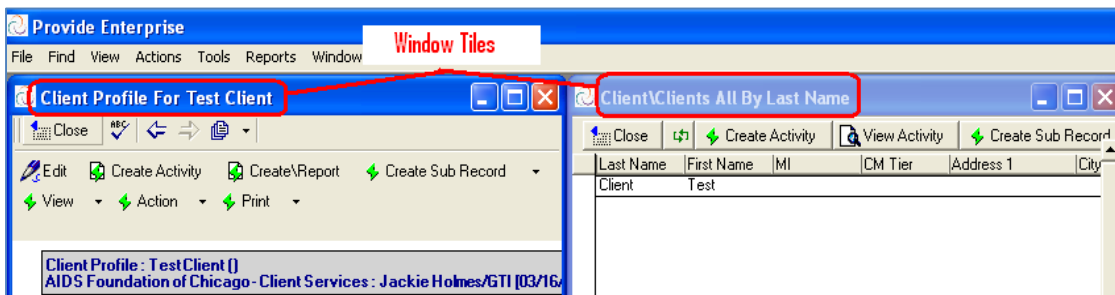 Provide Enterprise
File Find View Actions Tools Reports Window
Window Tiles
Client Profile For Test Client
Client\Clients All By Last Name
Close ABC
Close Create Activity View Activity Create Sub Record
Edit Create Activity Create\Report Create Sub Record
View Action Print
Last Name First Name MI CM Tier Address 1 City
Client Test
Client Profile : Test Client ()
AIDS Foundation of Chicago - Client Services : Jackie Holmes/GTI [03/16/